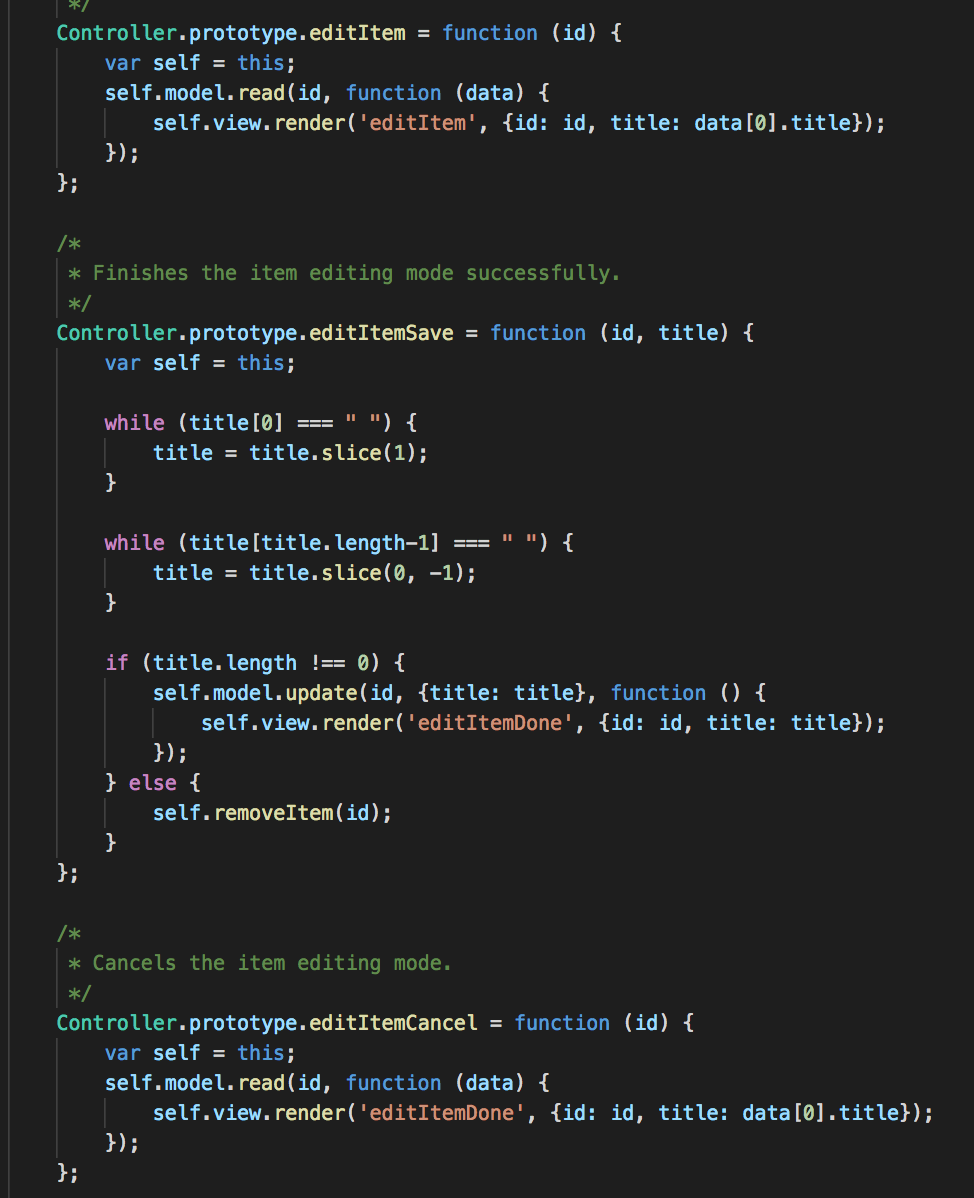 */
Controller.prototype.editItem = function (id) {
    var self = this;
    self.model.read(id, function (data) {
        self.view.render('editItem', {id: id, title: data[0].title});
    });
};

/*
 * Finishes the item editing mode successfully.
 */
Controller.prototype.editItemSave = function (id, title) {
    var self = this;

    while (title[0] === " ") {
        title = title.slice(1);
    }

    while (title[title.length-1] === " ") {
        title = title.slice(0, -1);
    }

    if (title.length !== 0) {
        self.model.update(id, {title: title}, function () {
            self.view.render('editItemDone', {id: id, title: title});
        });
    } else {
        self.removeItem(id);
    }
};

/*
 * Cancels the item editing mode.
 */
Controller.prototype.editItemCancel = function (id) {
    var self = this;
    self.model.read(id, function (data) {
        self.view.render('editItemDone', {id: id, title: data[0].title});
    });
};